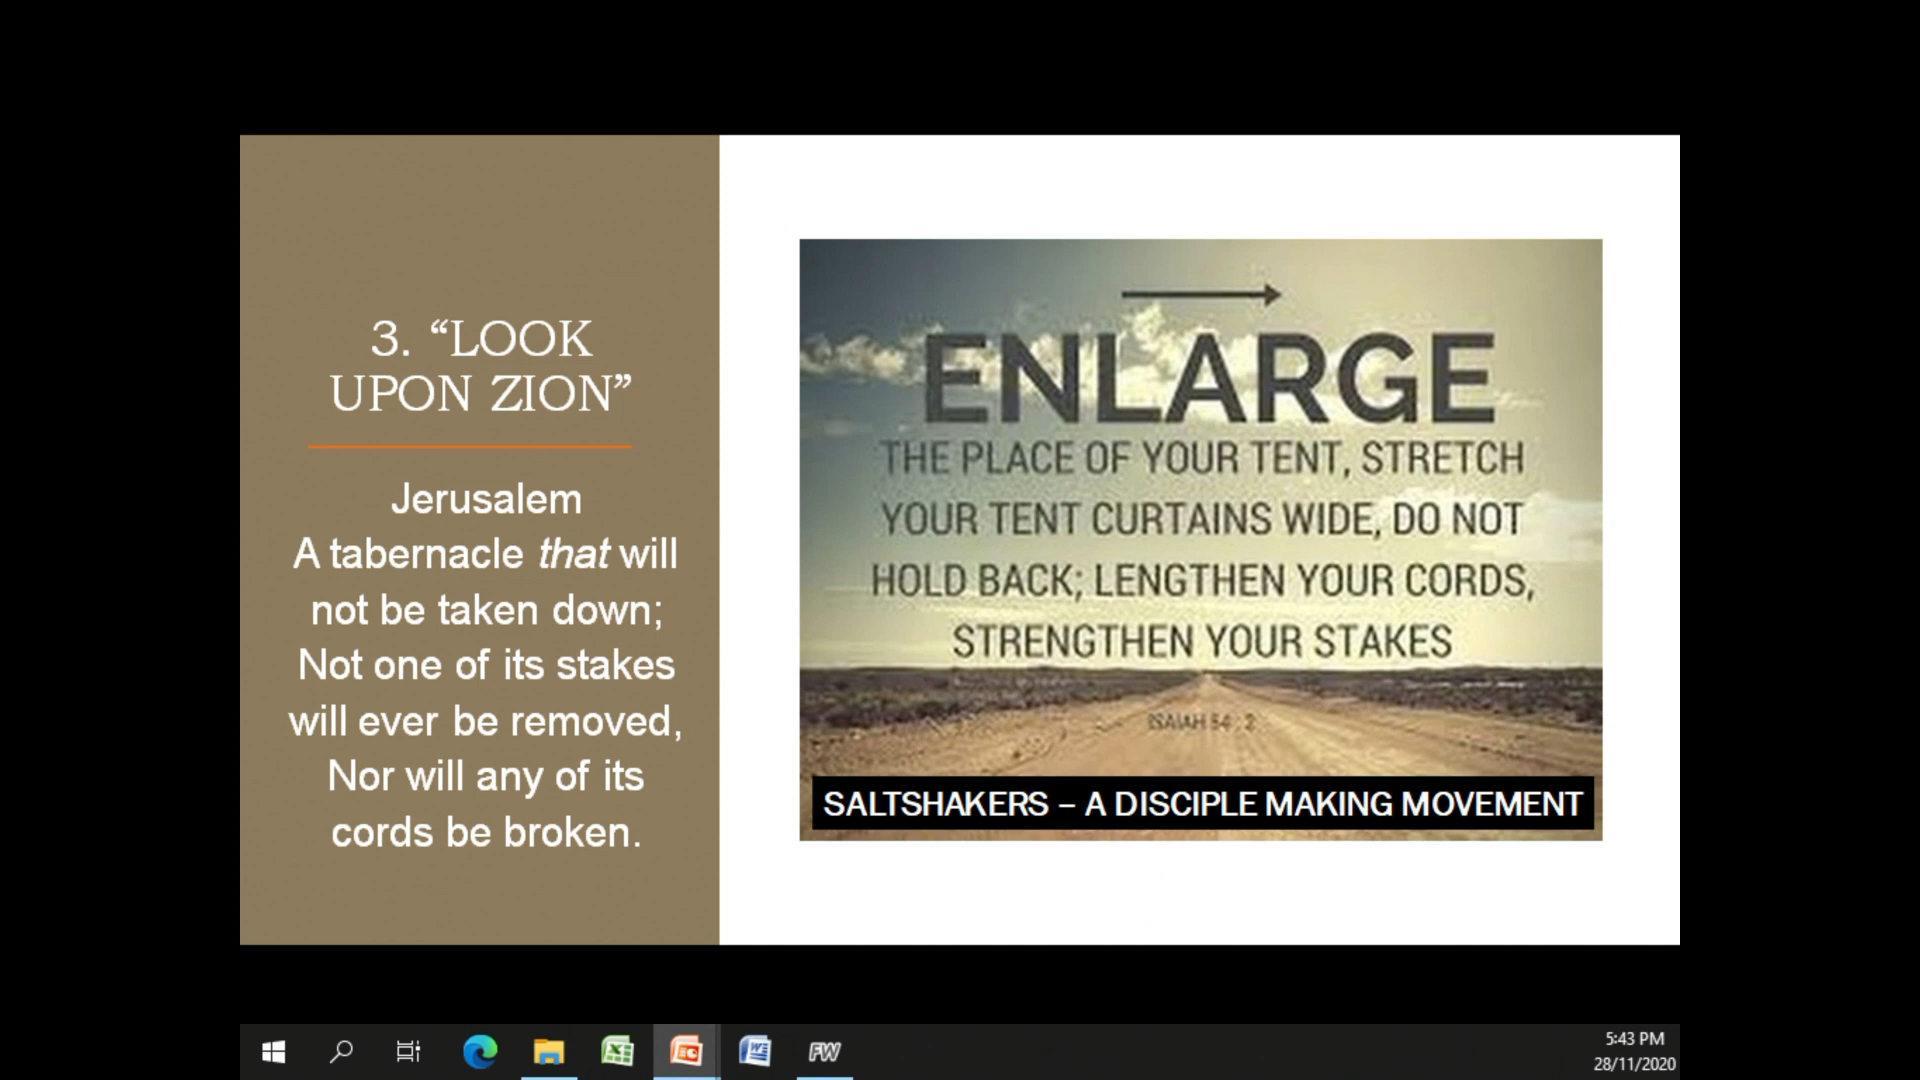 3. “LOOK
UPON ZION”
Jerusalem
A tabernacle that will
not be taken down;
Not one of its stakes
will ever be removed,
Nor will any of its
cords be broken.
ENLARGE
THE PLACE OF YOUR TENT, STRETCH
YOUR TENT CURTAINS WIDE, DO NOT
HOLD BACK; LENGTHEN YOUR CORDS,
STRENGTHEN YOUR STAKES
ISAIAH 54 : 2
SALTSHAKERS – A DISCIPLE MAKING MOVEMENT
FW
5:43 PM
28/11/2020